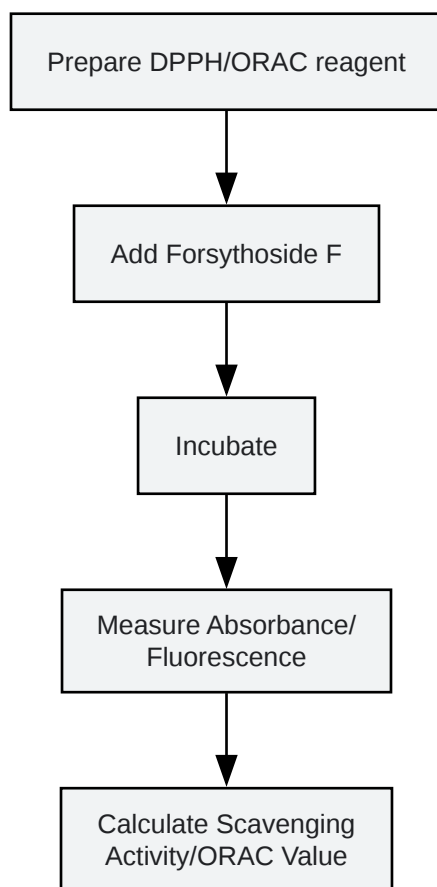 Prepare DPPH/ORAC reagent
Add Forsythoside F
Incubate
Measure Absorbance/
Fluorescence
Calculate Scavenging
Activity/ORAC Value